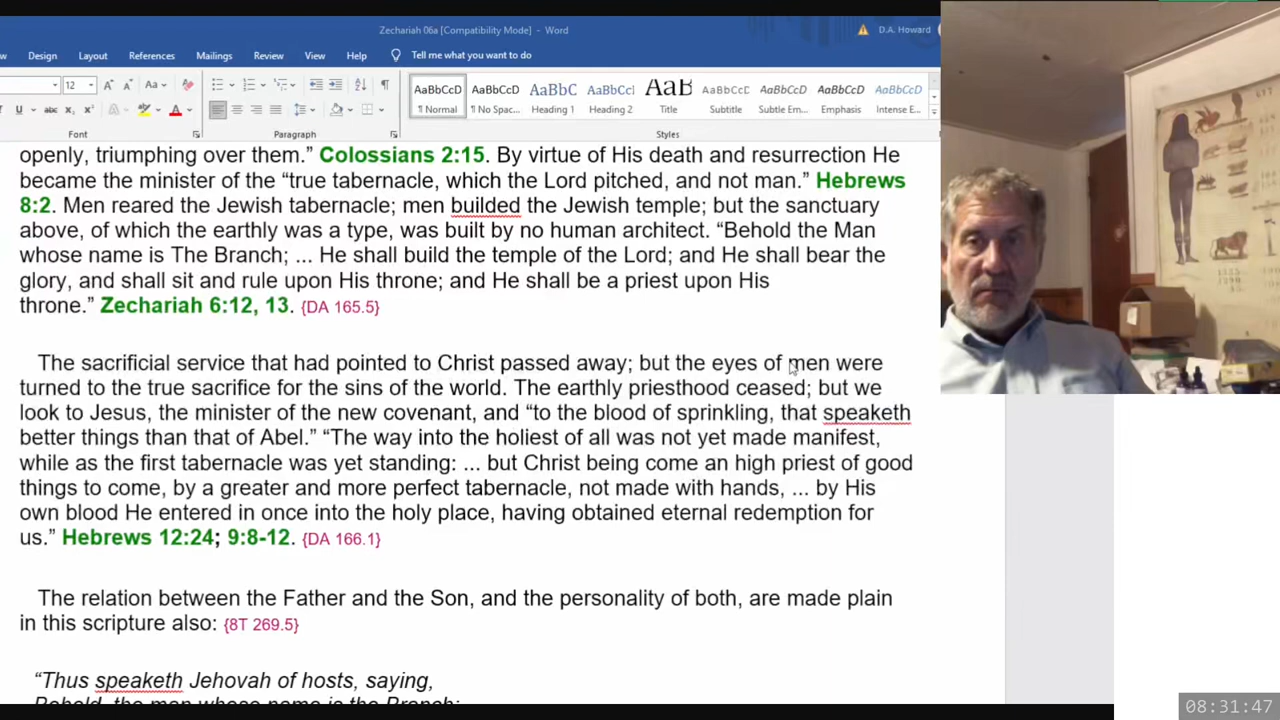 Zechariah 06a [Compatibility Mode] - Word
D.A. Howard
Design Layout References Mailings Review View Help Tell me what you want to do
12
AaBbCcD AaBbCcD AaBbC AaBbCc AaB AaBbCcD AaBbCcD AaBbCcD AaBbCcD
¶ Normal ¶ No Spac... Heading 1 Heading 2 Title Subtitle Subtle Em... Emphasis Intense E...
Font Paragraph Styles
openly, triumphing over them.” Colossians 2:15. By virtue of His death and resurrection He
became the minister of the “true tabernacle, which the Lord pitched, and not man.” Hebrews
8:2. Men reared the Jewish tabernacle; men builded the Jewish temple; but the sanctuary
above, of which the earthly was a type, was built by no human architect. “Behold the Man
whose name is The Branch; ... He shall build the temple of the Lord; and He shall bear the
glory, and shall sit and rule upon His throne; and He shall be a priest upon His
throne.” Zechariah 6:12, 13. {DA 165.5}
The sacrificial service that had pointed to Christ passed away; but the eyes of men were
turned to the true sacrifice for the sins of the world. The earthly priesthood ceased; but we
look to Jesus, the minister of the new covenant, and “to the blood of sprinkling, that speaketh
better things than that of Abel.” “The way into the holiest of all was not yet made manifest,
while as the first tabernacle was yet standing: ... but Christ being come an high priest of good
things to come, by a greater and more perfect tabernacle, not made with hands, ... by His
own blood He entered in once into the holy place, having obtained eternal redemption for
us.” Hebrews 12:24; 9:8-12. {DA 166.1}
The relation between the Father and the Son, and the personality of both, are made plain
in this scripture also: {8T 269.5}
“Thus speaketh Jehovah of hosts, saying,
Behold, the man whose name is the Branch:
08:31:47